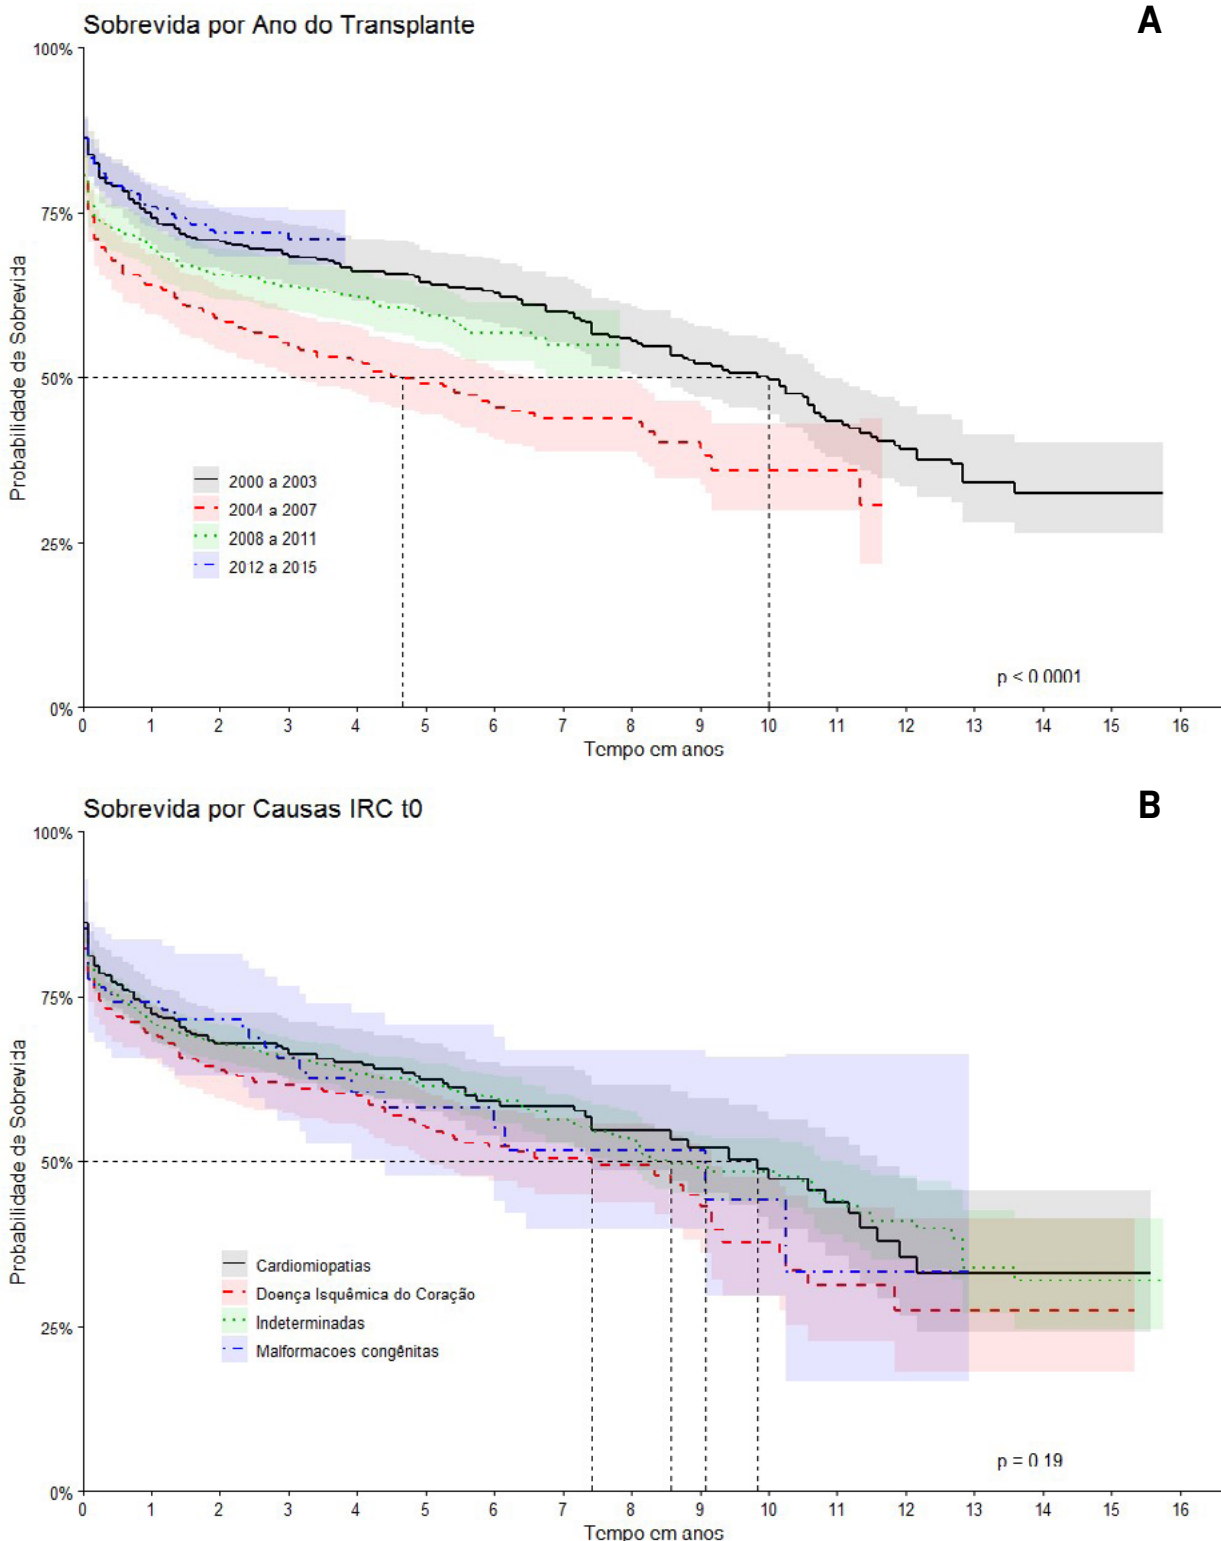 Sobrevida por Ano do Transplante
A
100%
75%
50%
25%
0%
Probabilidade de Sobrevida
2000 a 2003
2004 a 2007
2008 a 2011
2012 a 2015
p < 0.0001
0 1 2 3 4 5 6 7 8 9 10 11 12 13 14 15 16
Tempo em anos
Sobrevida por Causas IRC t0
B
100%
75%
50%
25%
0%
Probabilidade de Sobrevida
Cardiomiopatias
Doença Isquêmica do Coração
Indeterminadas
Malformacoes congênitas
p = 0.19
0 1 2 3 4 5 6 7 8 9 10 11 12 13 14 15 16
Tempo em anos